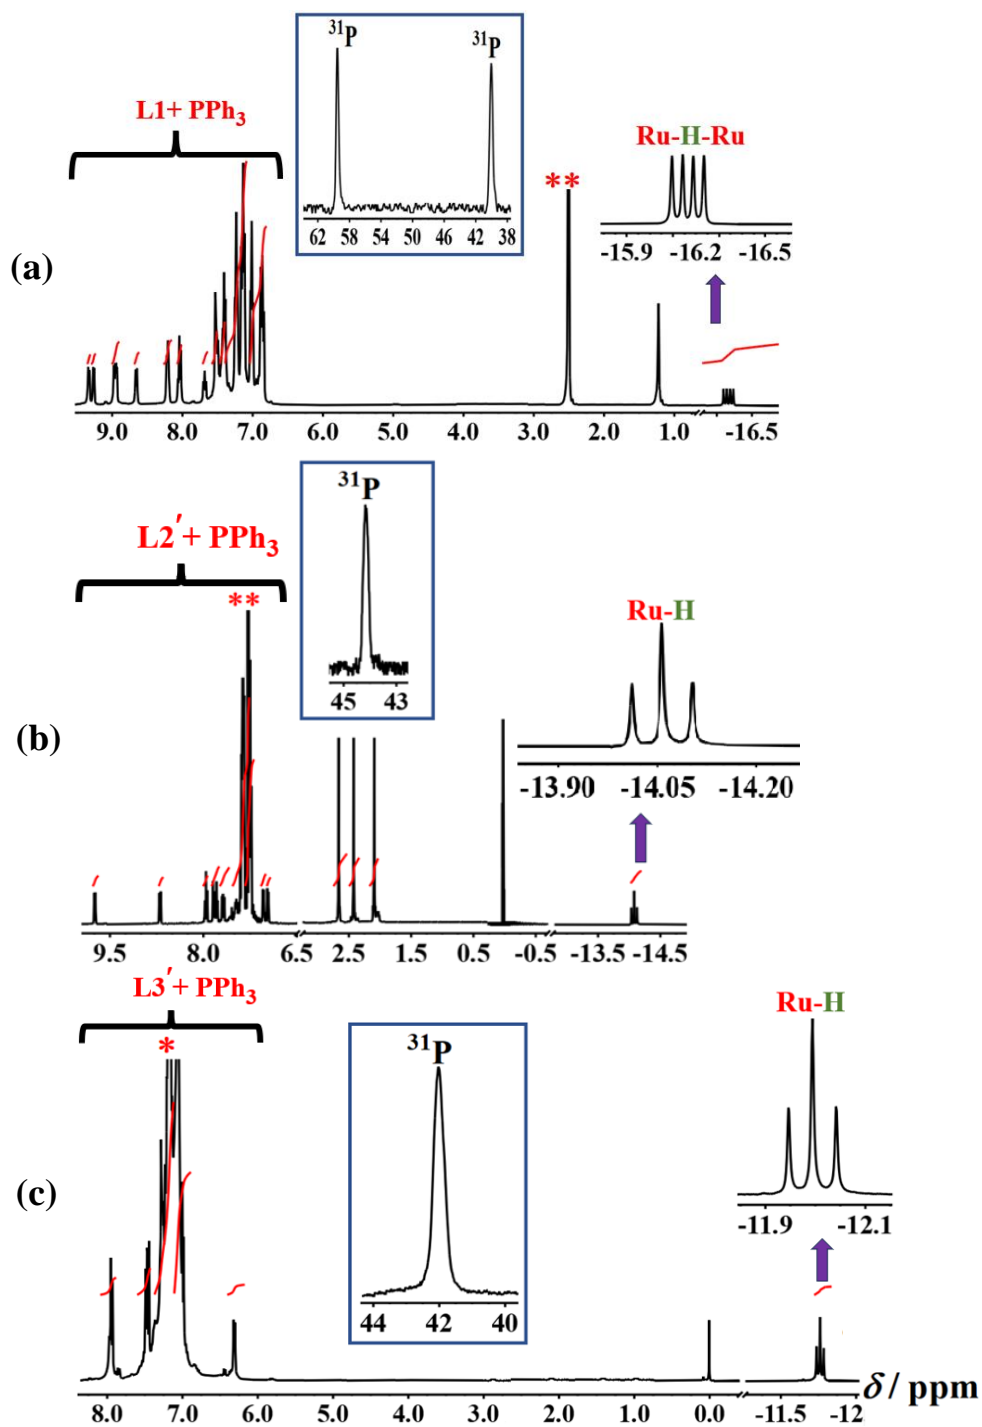 (a)
L1+ PPh3
31P
31P
62 58 54 50 46 42 38
**
Ru-H-Ru
-15.9 -16.2 -16.5
9.0 8.0 7.0 6.0 5.0 4.0 3.0 2.0 1.0 -16.5
(b)
L2′+ PPh3
**
31P
45 43
Ru-H
-13.90 -14.05 -14.20
9.5 8.0 6.5 2.5 1.5 0.5 -0.5 -13.5 -14.5
(c)
L3′+ PPh3
*
31P
44 42 40
Ru-H
-11.9 -12.1
8.0 7.0 6.0 5.0 4.0 3.0 2.0 1.0 0.0 -11.5 -12
δ / ppm